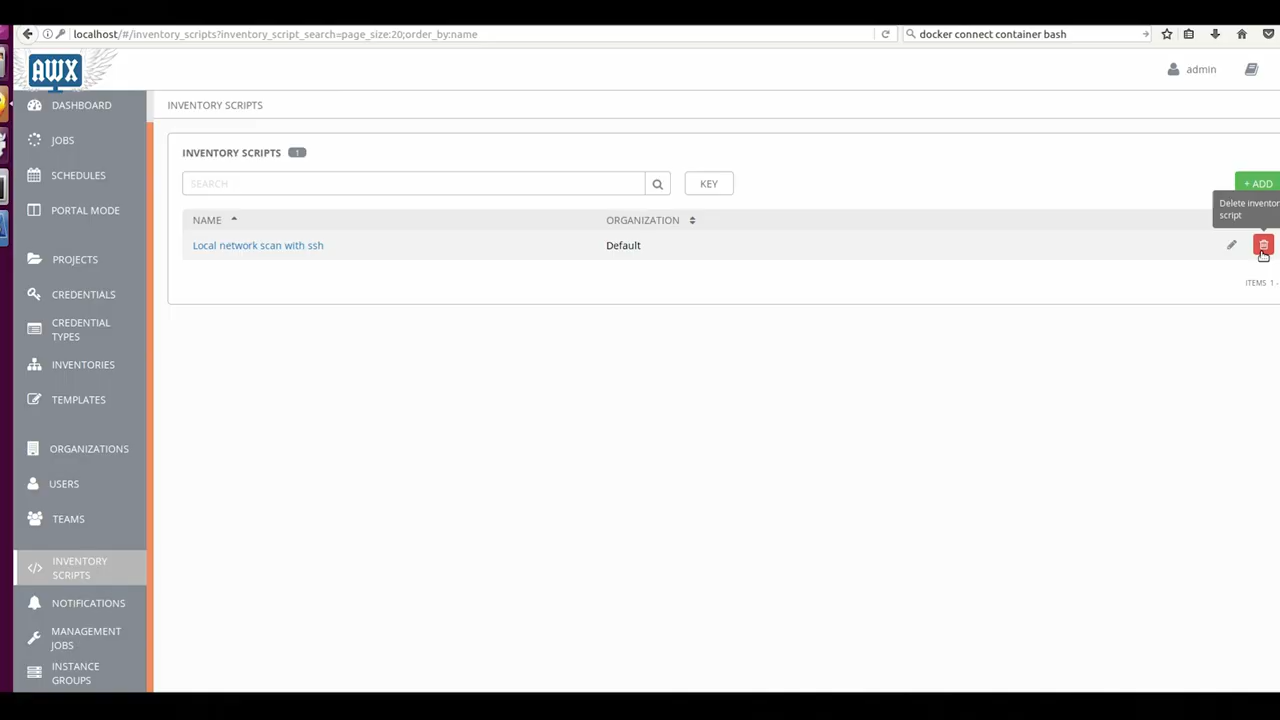 localhost/#/inventory_scripts?inventory_script_search=page_size:20;order_by:name
docker connect container bash
AWX
admin
DASHBOARD
INVENTORY SCRIPTS
JOBS
INVENTORY SCRIPTS 1
SCHEDULES
SEARCH
KEY
+ ADD
PORTAL MODE
Delete inventor
script
NAME
ORGANIZATION
Local network scan with ssh
Default
PROJECTS
ITEMS 1 -
CREDENTIALS
CREDENTIAL
TYPES
INVENTORIES
TEMPLATES
ORGANIZATIONS
USERS
TEAMS
INVENTORY
SCRIPTS
NOTIFICATIONS
MANAGEMENT
JOBS
INSTANCE
GROUPS